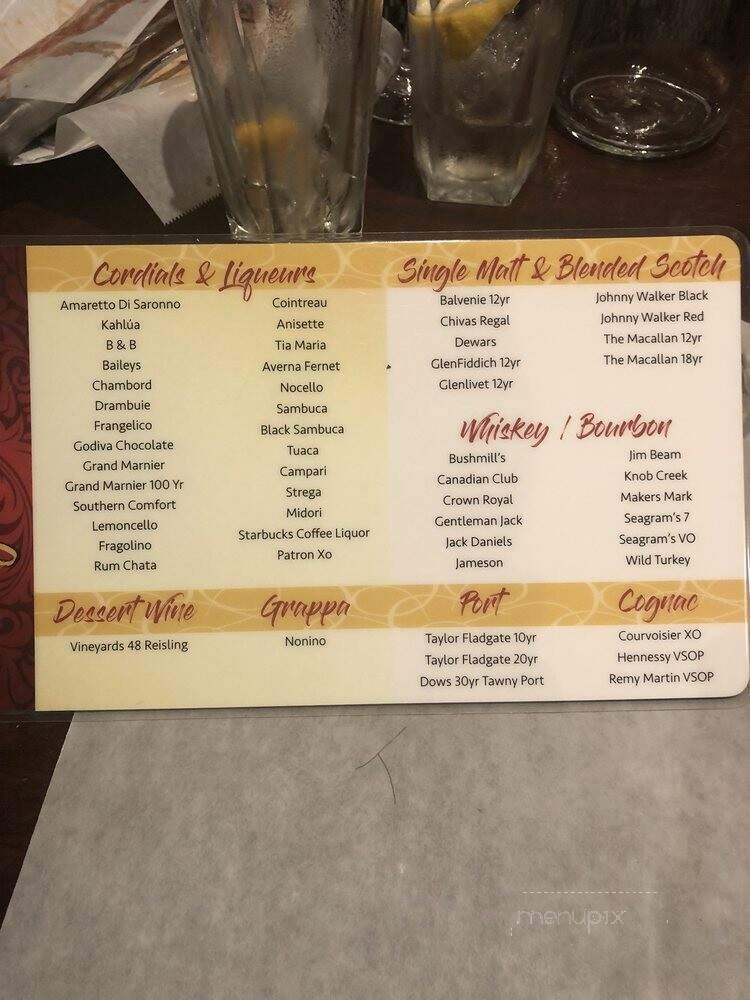 Cordials & Liqueurs
Amaretto Di Saronno
Kahlúa
B & B
Baileys
Chambord
Drambuie
Frangelico
Godiva Chocolate
Grand Marnier
Grand Marnier 100 Yr
Southern Comfort
Lemoncello
Fragolino
Rum Chata
Cointreau
Anisette
Tia Maria
Averna Fernet
Nocello
Sambuca
Black Sambuca
Tuaca
Campari
Strega
Midori
Starbucks Coffee Liquor
Patron Xo
Single Malt & Blended Scotch
Balvenie 12yr
Chivas Regal
Dewars
GlenFiddich 12yr
Glenlivet 12yr
Johnny Walker Black
Johnny Walker Red
The Macallan 12yr
The Macallan 18yr
Whiskey / Bourbon
Bushmill's
Canadian Club
Crown Royal
Gentleman Jack
Jack Daniels
Jameson
Jim Beam
Knob Creek
Makers Mark
Seagram's 7
Seagram's VO
Wild Turkey
Dessert Wine
Vineyards 48 Reisling
Grappa
Nonino
Port
Taylor Fladgate 10yr
Taylor Fladgate 20yr
Dows 30yr Tawny Port
Cognac
Courvoisier XO
Hennessy VSOP
Remy Martin VSOP
menupix